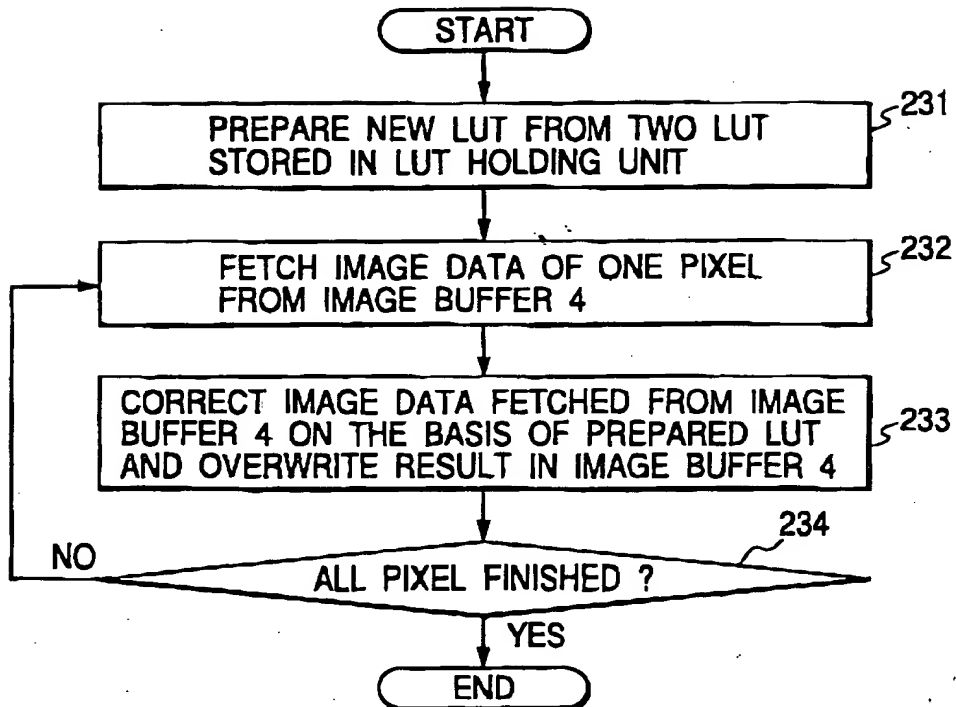 START
231
PREPARE NEW LUT FROM TWO LUT
STORED IN LUT HOLDING UNIT
232
FETCH IMAGE DATA OF ONE PIXEL
FROM IMAGE BUFFER 4
233
CORRECT IMAGE DATA FETCHED FROM IMAGE
BUFFER 4 ON THE BASIS OF PREPARED LUT
AND OVERWRITE RESULT IN IMAGE BUFFER 4
234
NO
ALL PIXEL FINISHED ?
YES
END